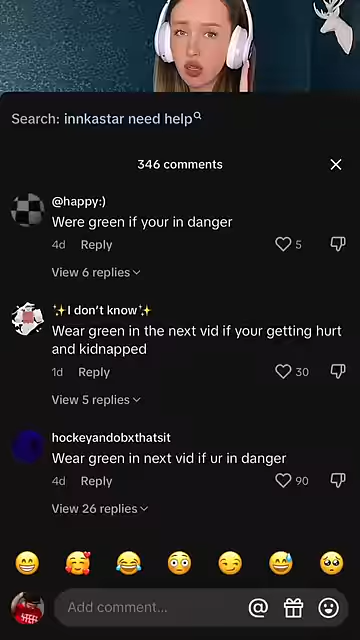 Search: innkastar need help
346 comments
@happy:)
Were green if your in danger
4d Reply 5
View 6 replies
✨I don't know✨
Wear green in the next vid if your getting hurt
and kidnapped
1d Reply 30
View 5 replies
hockeyandobxthatsit
Wear green in next vid if ur in danger
4d Reply 90
View 26 replies
😁 🥰 😂 😳 😏 😅 🥺
Add comment... @